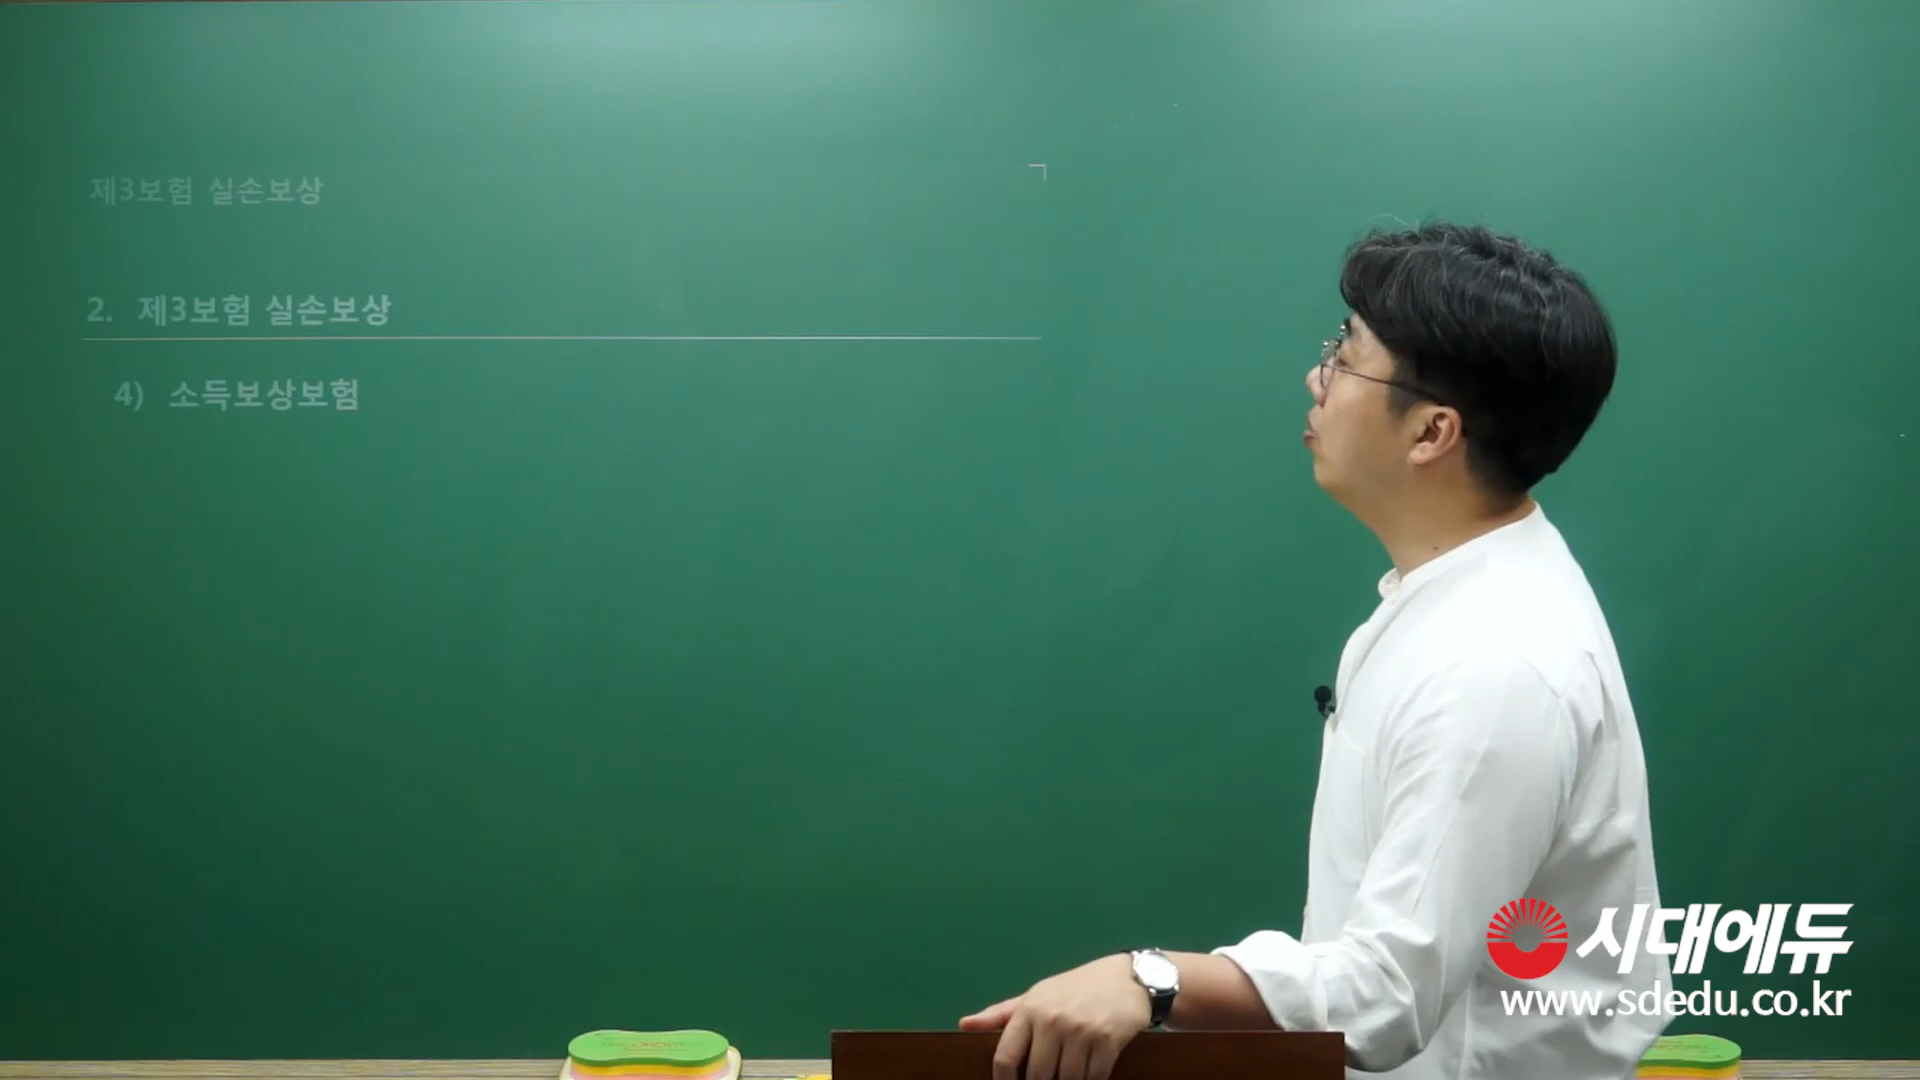 제3보험 실손보상
2. 제3보험 실손보상
4) 소득보상보험
시대에듀
www.sdedu.co.kr